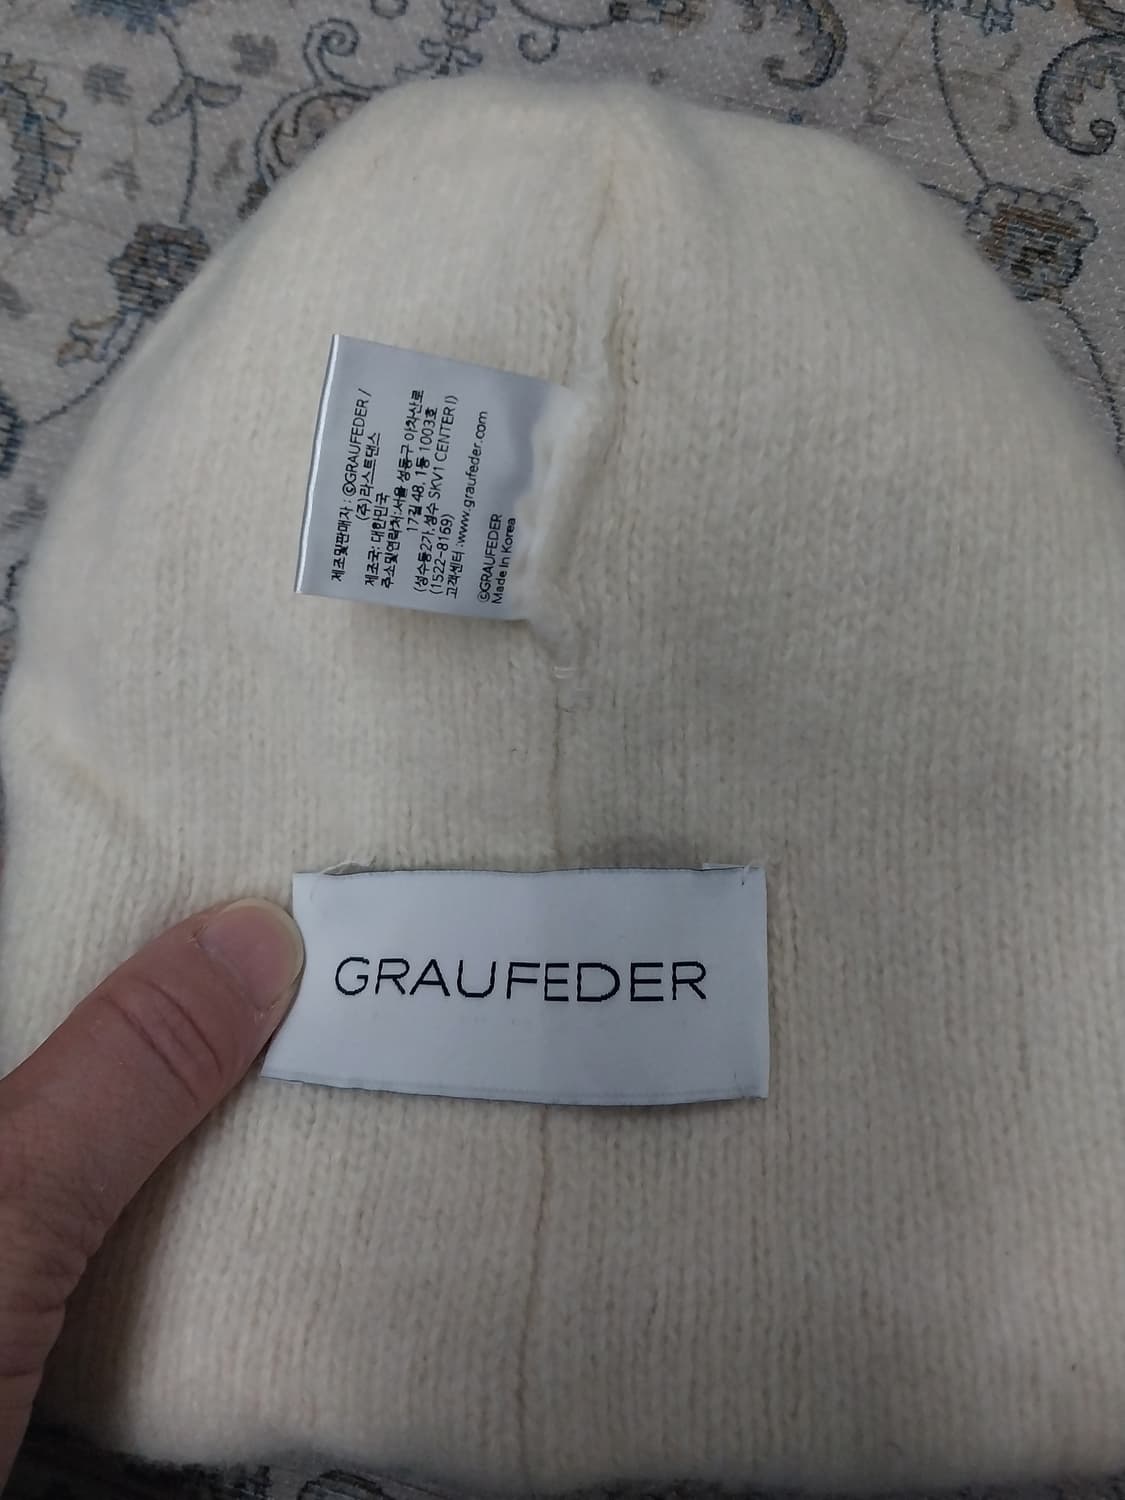 제조및판매자 : ©GRAUFEDER /
(주)라스트댄스
제조국: 대한민국
주소및연락처:서울 성동구 아차산로
17길 48, 1동 1003호
(성수동2가,성수 SKV1 CENTER I)
(1522-8169)
고객센터 :www.graufeder.com
©GRAUFEDER
Made In Korea
GRAUFEDER